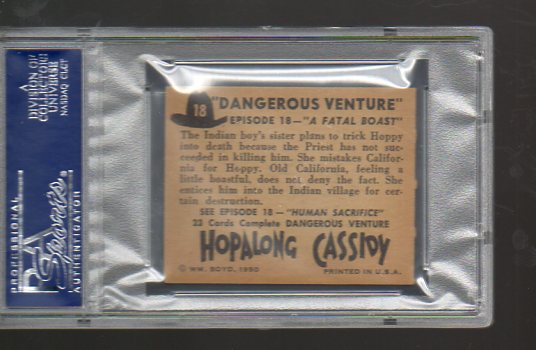 18
"DANGEROUS VENTURE"
EPISODE 18—"A FATAL BOAST"
The Indian boy's sister plans to trick Hoppy
into death because the Priest has not suc-
ceeded in killing him. She mistakes Califor-
nia for Hoppy. Old California, feeling a
little boastful, does not deny the fact. She
entices him into the Indian village for cer-
tain destruction.
SEE EPISODE 18—"HUMAN SACRIFICE"
23 Cards Complete DANGEROUS VENTURE
HOPALONG CASSIDY
© WM. BOYD, 1950 PRINTED IN U.S.A.
A
DIVISION OF
COLLECTORS
UNIVERSE
NASDAQ: CLCT
PROFESSIONAL
PSA
Sports
AUTHENTICATOR